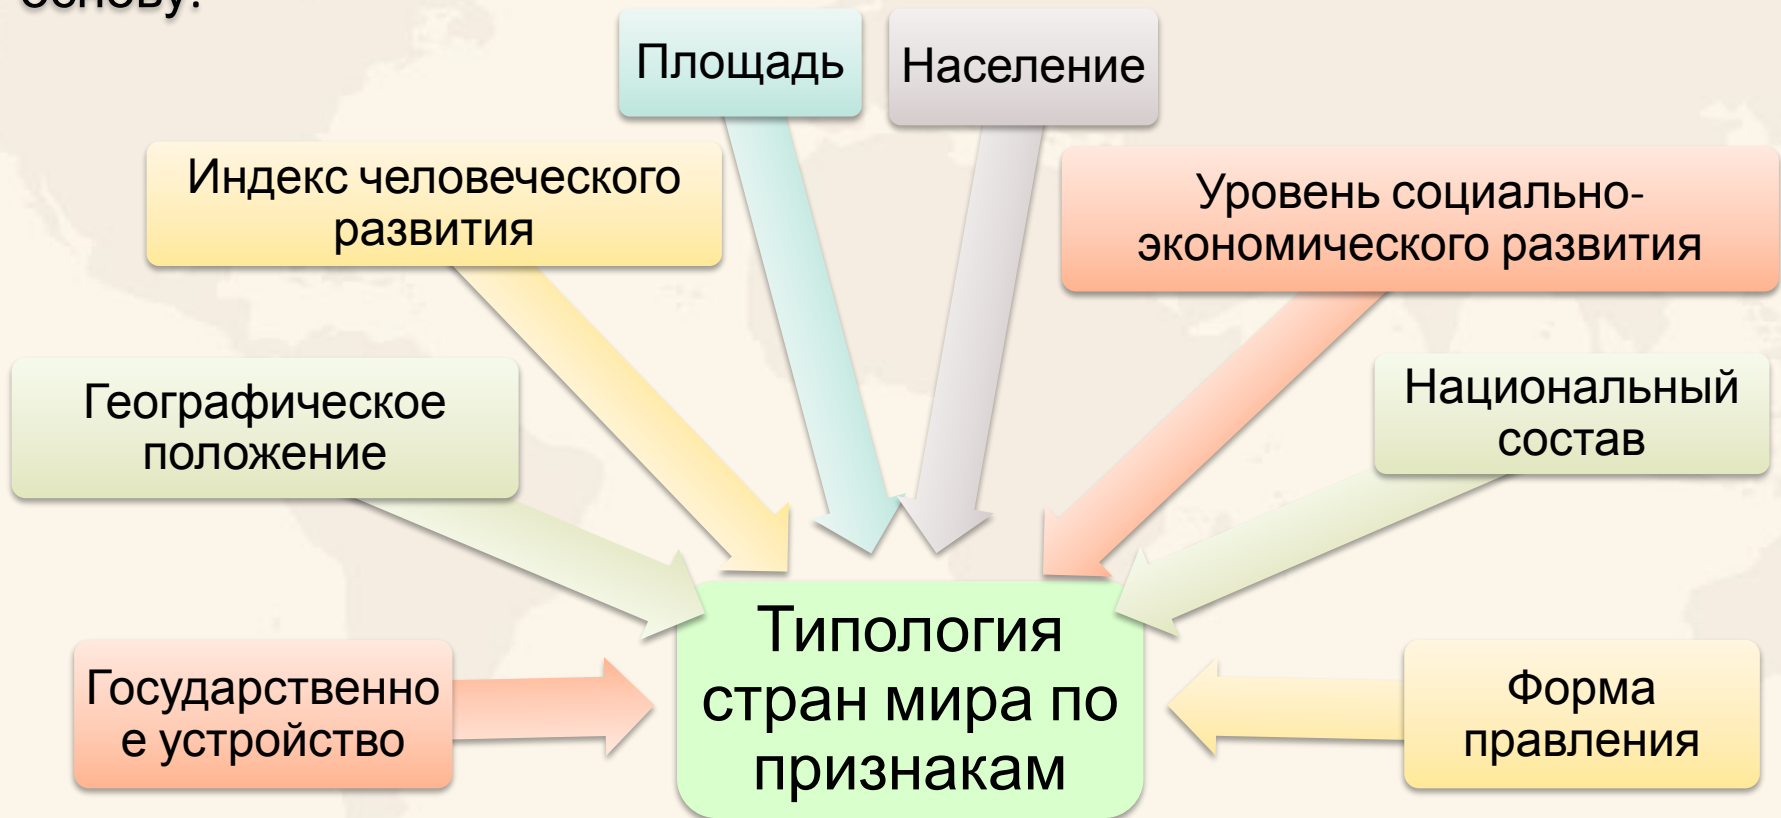 основу:
Площадь
Население
Индекс человеческого
развития
Уровень социально-
экономического развития
Географическое
положение
Национальный
состав
Государственно
е устройство
Типология
стран мира по
признакам
Форма
правления